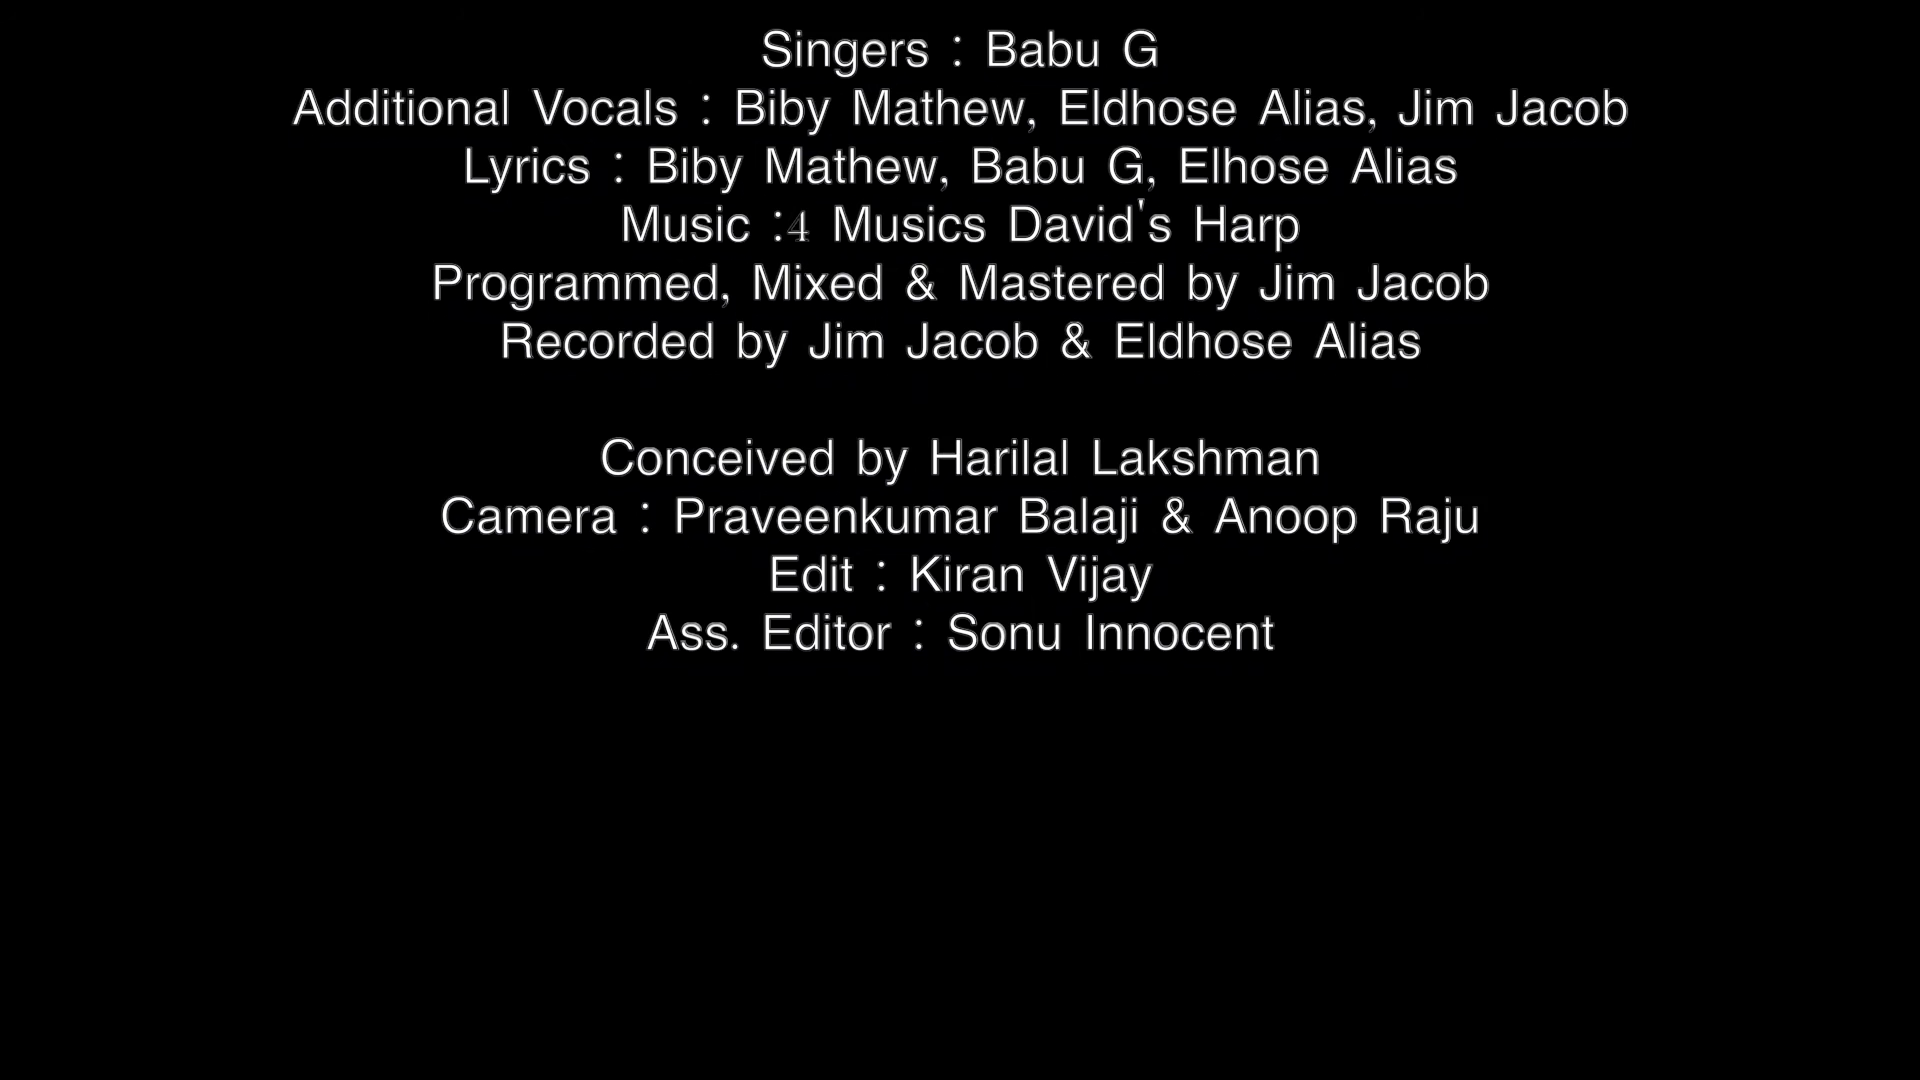 Singers : Babu G
Additional Vocals : Biby Mathew, Eldhose Alias, Jim Jacob
Lyrics : Biby Mathew, Babu G, Elhose Alias
Music :4 Musics David's Harp
Programmed, Mixed & Mastered by Jim Jacob
Recorded by Jim Jacob & Eldhose Alias
Conceived by Harilal Lakshman
Camera : Praveenkumar Balaji & Anoop Raju
Edit : Kiran Vijay
Ass. Editor : Sonu Innocent